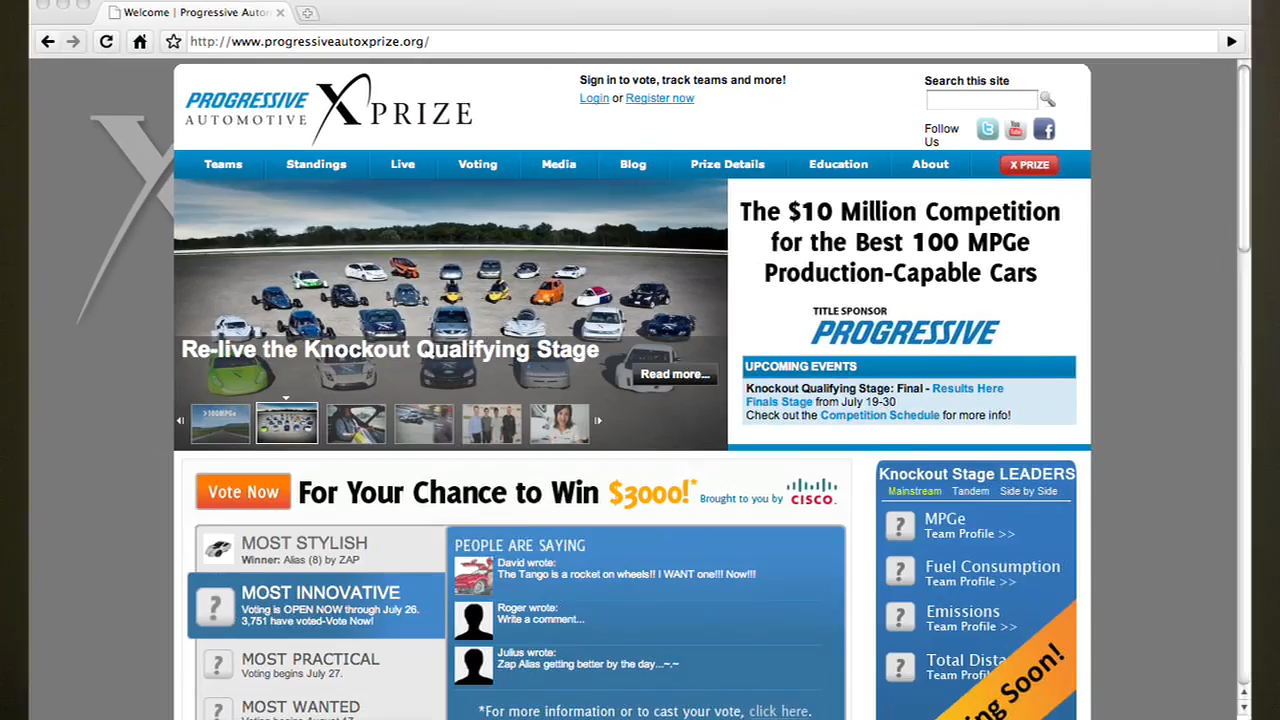 Welcome | Progressive Auton
http://www.progressiveautoxprize.org/
PROGRESSIVE
AUTOMOTIVE
X PRIZE
Sign in to vote, track teams and more!
Login or Register now
Search this site
Follow
Us
Teams
Standings
Live
Voting
Media
Blog
Prize Details
Education
About
X PRIZE
The $10 Million Competition
for the Best 100 MPGe
Production-Capable Cars
TITLE SPONSOR
PROGRESSIVE
Re-live the Knockout Qualifying Stage
Read more...
>100MPGe
UPCOMING EVENTS
Knockout Qualifying Stage: Final - Results Here
Finals Stage from July 19-30
Check out the Competition Schedule for more info!
Vote Now
For Your Chance to Win $3000!*
Brought to you by
CISCO.
MOST STYLISH
Winner: Alias (8) by ZAP
MOST INNOVATIVE
Voting is OPEN NOW through July 26.
3,751 have voted-Vote Now!
MOST PRACTICAL
Voting begins July 27.
MOST WANTED
Voting begins August 17.
PEOPLE ARE SAYING
David wrote:
The Tango is a rocket on wheels!! I WANT one!!! Now!!!
Roger wrote:
Write a comment...
Julius wrote:
Zap Alias getting better by the day...~.~
*For more information or to cast your vote, click here.
Knockout Stage LEADERS
Mainstream
Tandem
Side by Side
MPGe
Team Profile >>
Fuel Consumption
Team Profile >>
Emissions
Team Profile >>
Total Dista
Team Profi
ng Soon!